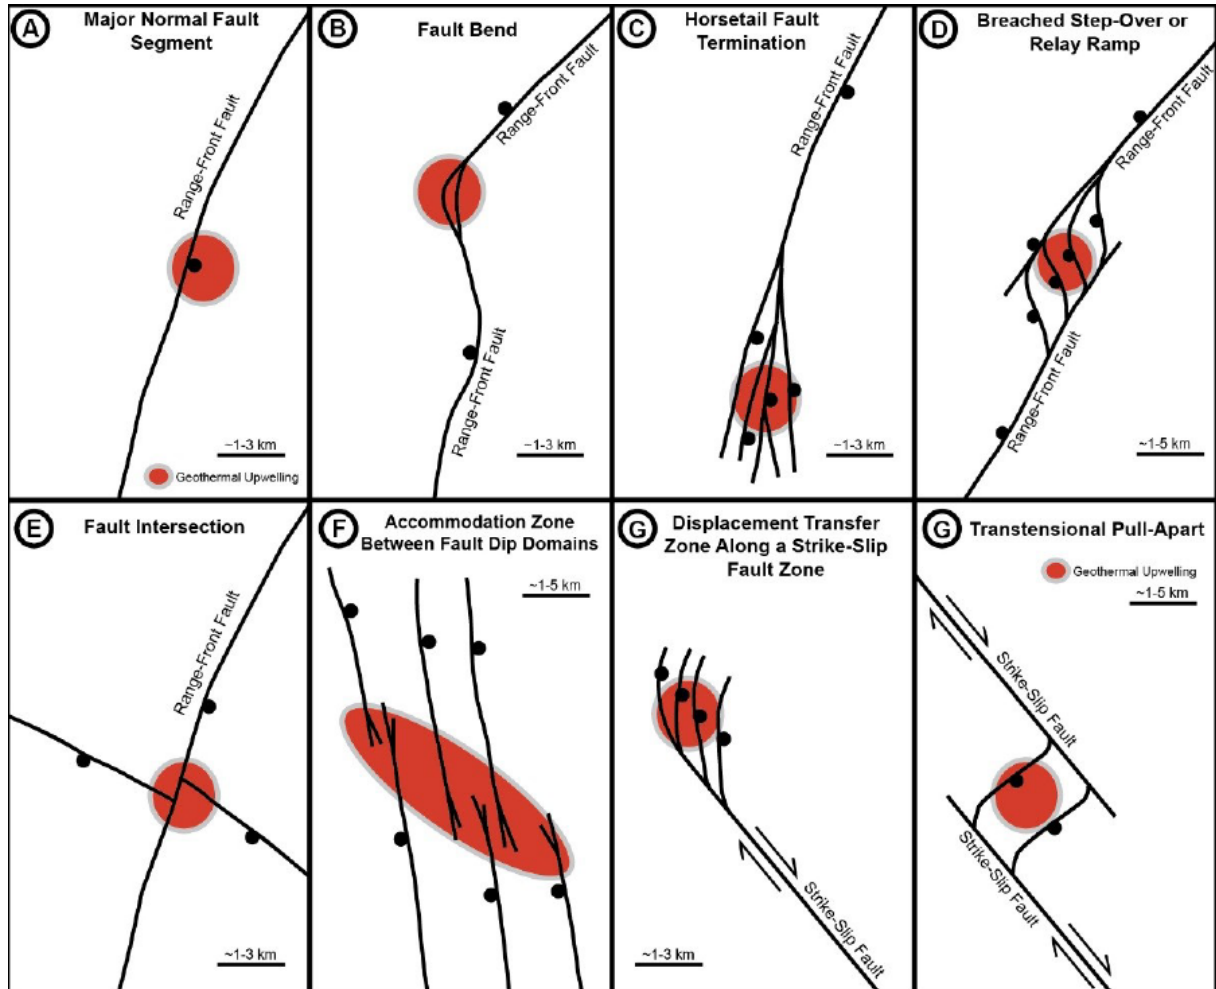 A
Major Normal Fault
Segment
Range-Front Fault
~1-3 km
Geothermal Upwelling
B
Fault Bend
Range-Front Fault
Range-Front Fault
~1-3 km
C
Horsetail Fault
Termination
Range-Front Fault
~1-3 km
D
Breached Step-Over or
Relay Ramp
Range-Front Fault
Range-Front Fault
~1-5 km
E
Fault Intersection
Range-Front Fault
~1-3 km
F
Accommodation Zone
Between Fault Dip Domains
~1-5 km
G
Displacement Transfer
Zone Along a Strike-Slip
Fault Zone
Strike-Slip Fault
~1-3 km
G
Transtensional Pull-Apart
Geothermal Upwelling
~1-5 km
Strike-Slip Fault
Strike-Slip Fault